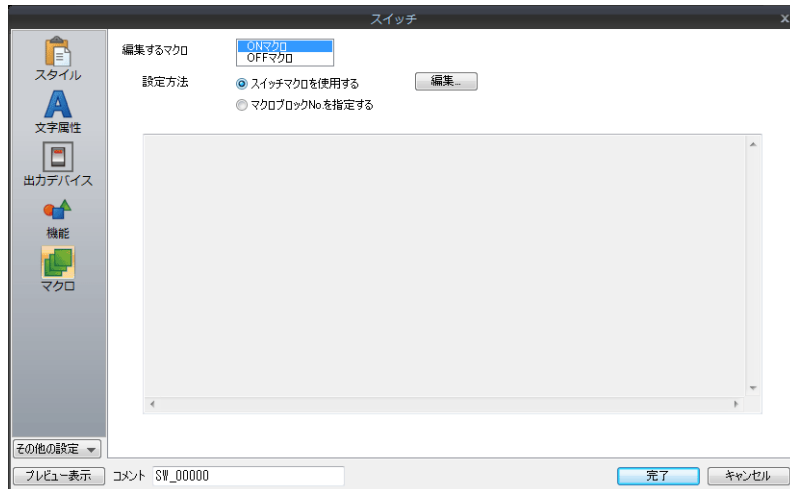 スイッチ
x
スタイル
A
文字属性
出力デバイス
機能
マクロ
その他の設定
編集するマクロ
ONマクロ
OFFマクロ
設定方法
スイッチマクロを使用する
編集...
マクロブロックNo.を指定する
プレビュー表示
コメント SW_00000
完了
キャンセル